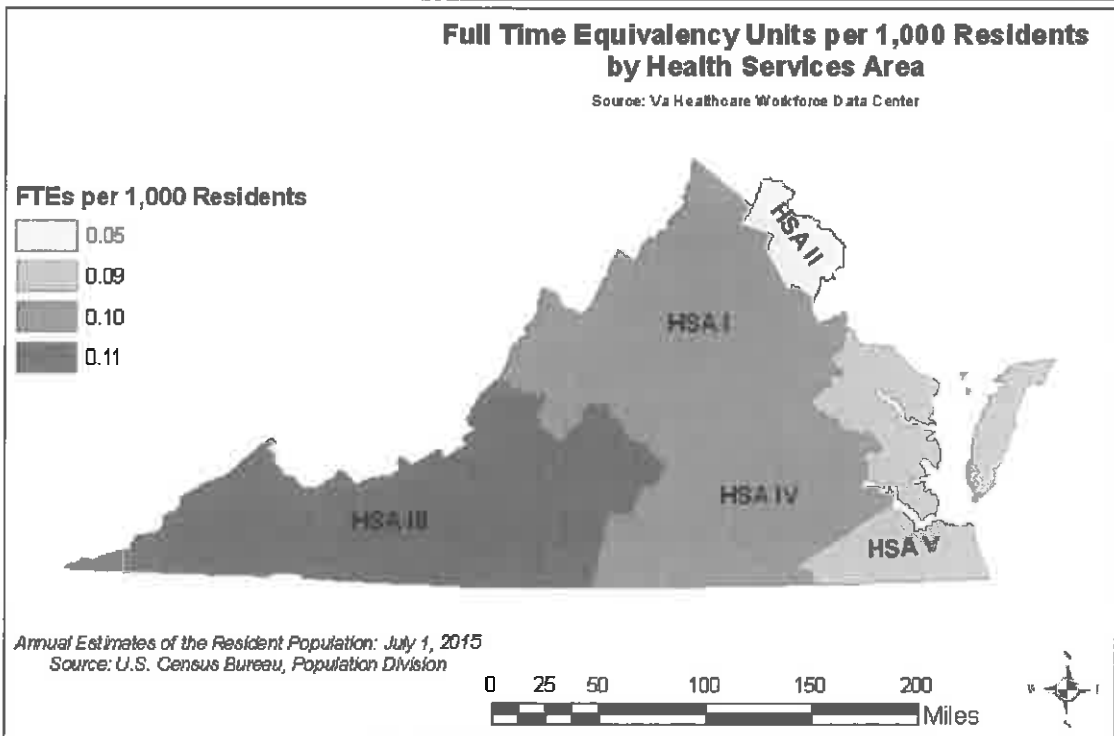 Full Time Equivalency Units per 1,000 Residents
by Health Services Area
Source: Va Healthcare Workforce Data Center
FTEs per 1,000 Residents
0.05
0.09
0.10
0.11
HSA II
HSA I
HSA IV
HSA III
HSA V
Annual Estimates of the Resident Population: July 1, 2015
Source: U.S. Census Bureau, Population Division
0 25 50 100 150 200
Miles
W